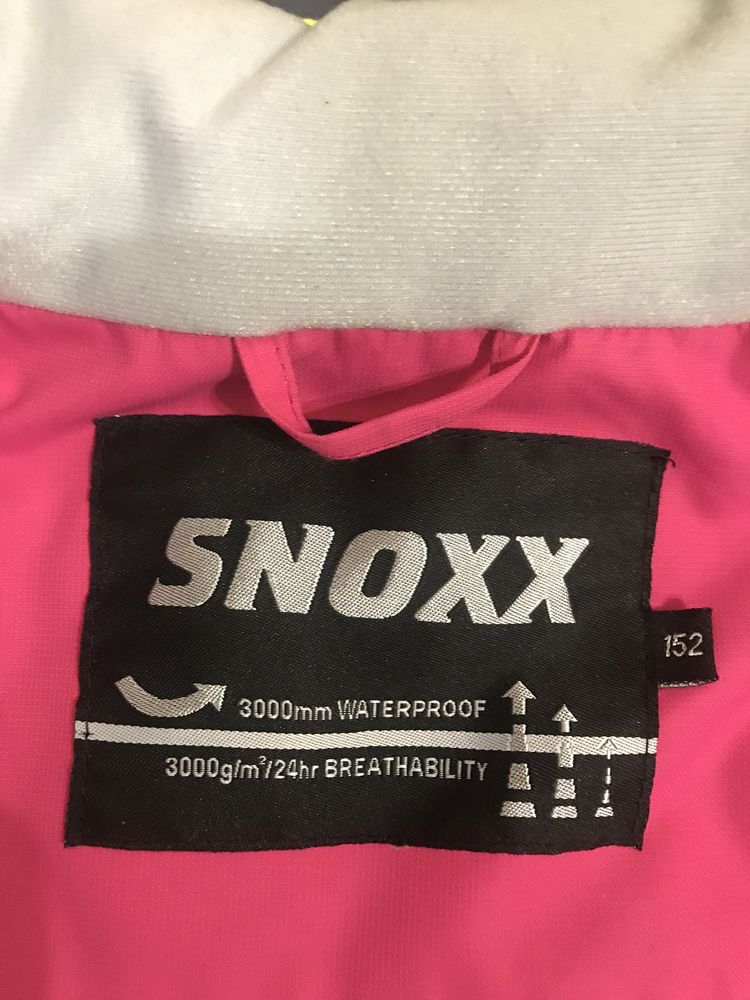 SNOXX
152
3000mm WATERPROOF
3000g/m²/24hr BREATHABILITY